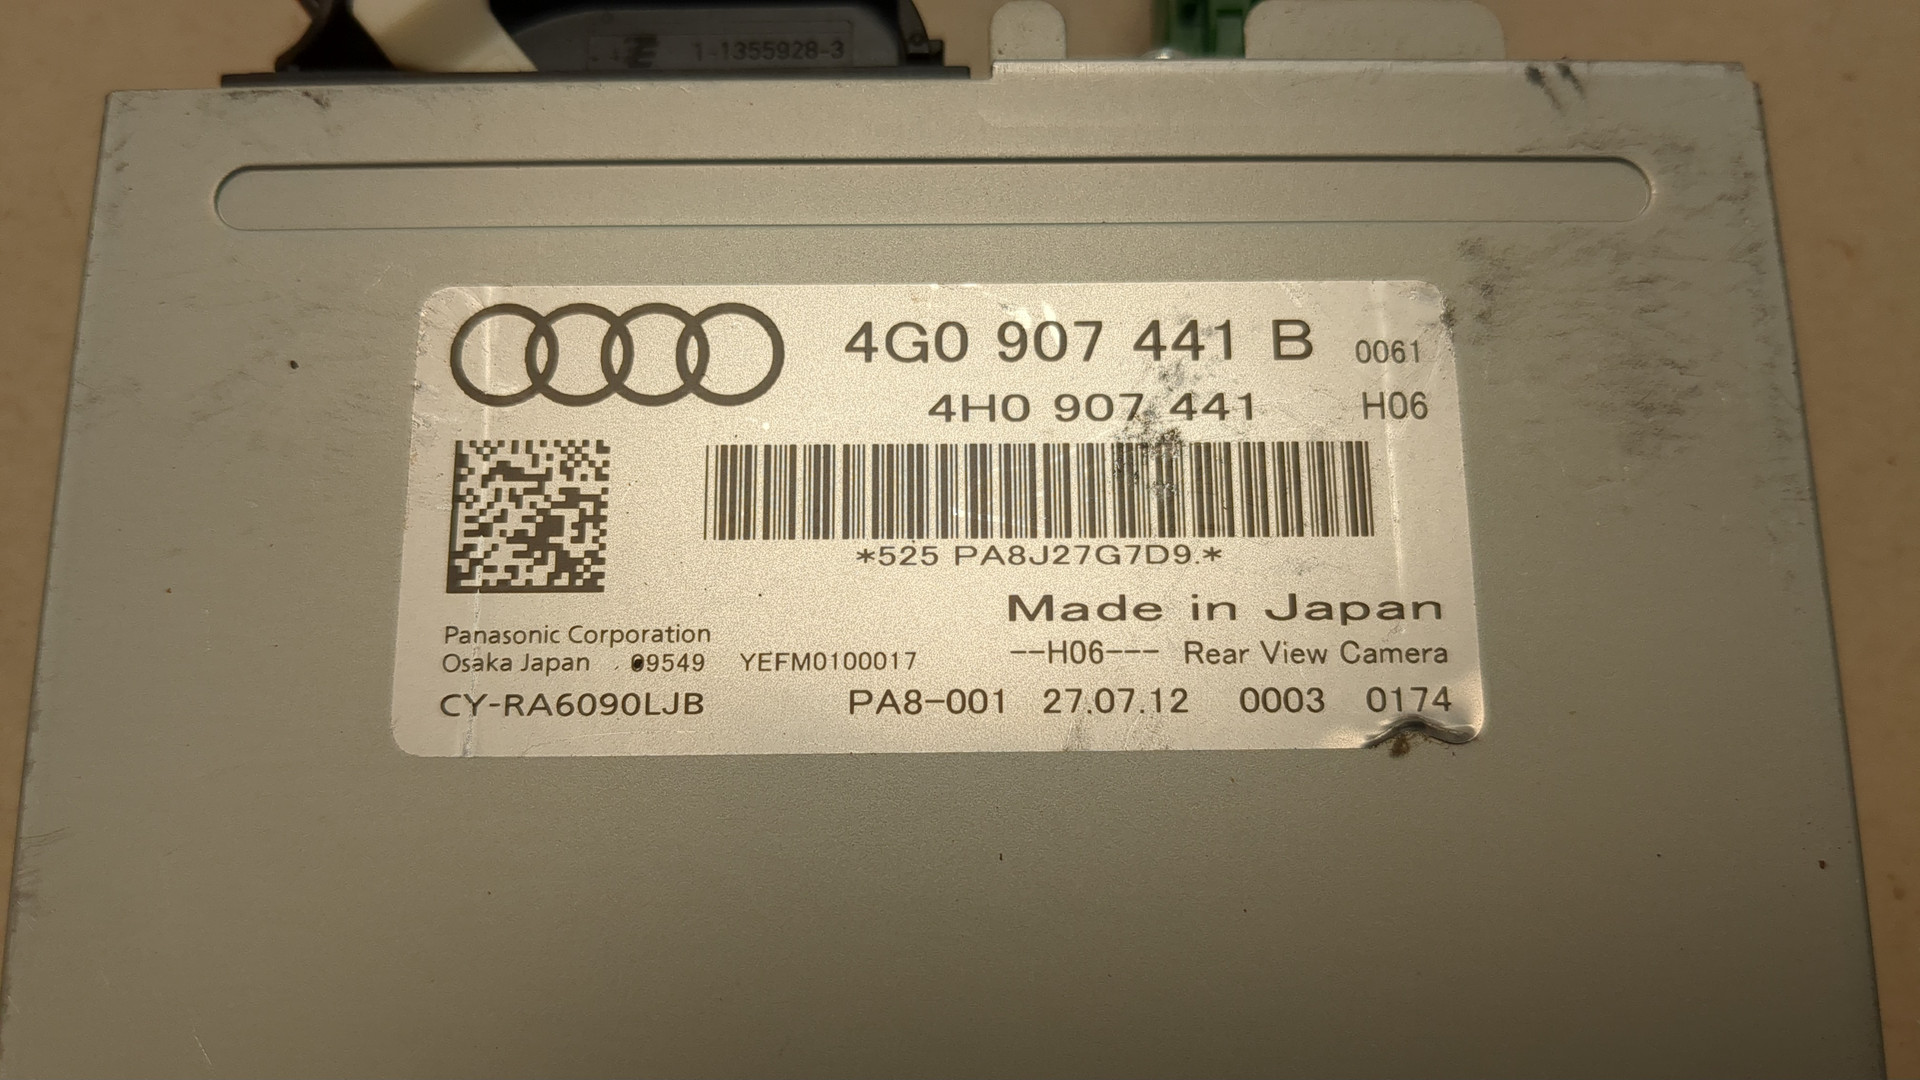 1-1355928-3
4G0 907 441 B 0061
4H0 907 441 H06
*525 PA8J27G7D9.*
Made in Japan
Panasonic Corporation
Osaka Japan 09549 YEFM0100017 --H06--- Rear View Camera
CY-RA6090LJB PA8-001 27.07.12 0003 0174